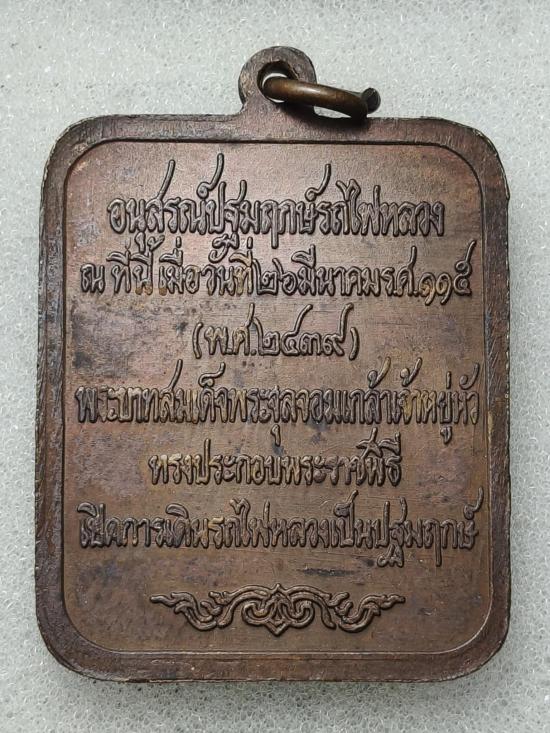 อนุสรณ์ปฐมฤกษ์รถไฟหลวง
ณ ที่นี้ เมื่อวันที่๒๖มีนาคมร.ศ.๑๑๕
(พ.ศ.๒๔๓๙)
พระบาทสมเด็จพระจุลจอมเกล้าเจ้าอยู่หัว
ทรงประกอบพระราชพิธี
เปิดการเดินรถไฟหลวงเป็นปฐมฤกษ์